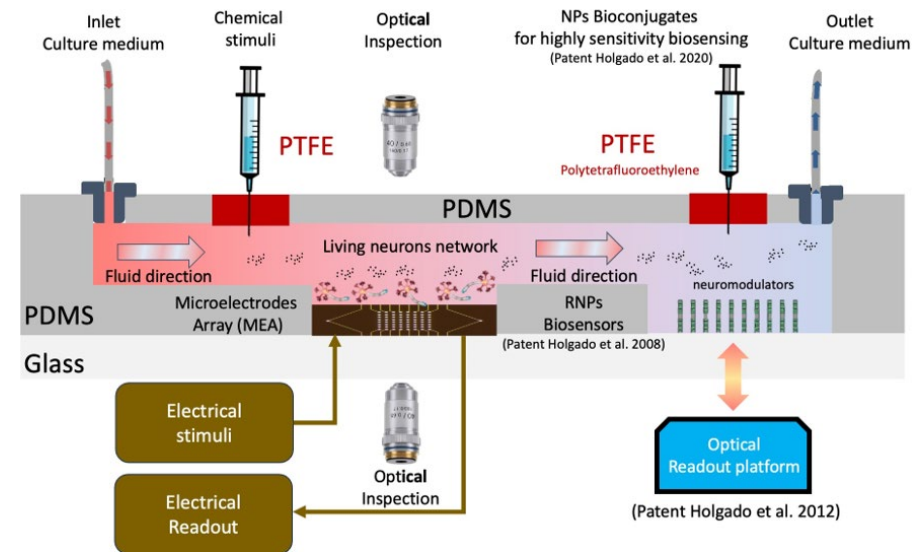 Inlet
Culture medium
Chemical
stimuli
Optical
Inspection
NPs Bioconjugates
for highly sensitivity biosensing
(Patent Holgado et al. 2020)
Outlet
Culture medium
PTFE
PTFE
Polytetrafluoroethylene
PDMS
Living neurons network
Fluid direction
Fluid direction
neuromodulators
PDMS
Microelectrodes
Array (MEA)
RNPs
Biosensors
(Patent Holgado et al. 2008)
Glass
Electrical
stimuli
Optical
Inspection
Electrical
Readout
Optical
Readout platform
(Patent Holgado et al. 2012)